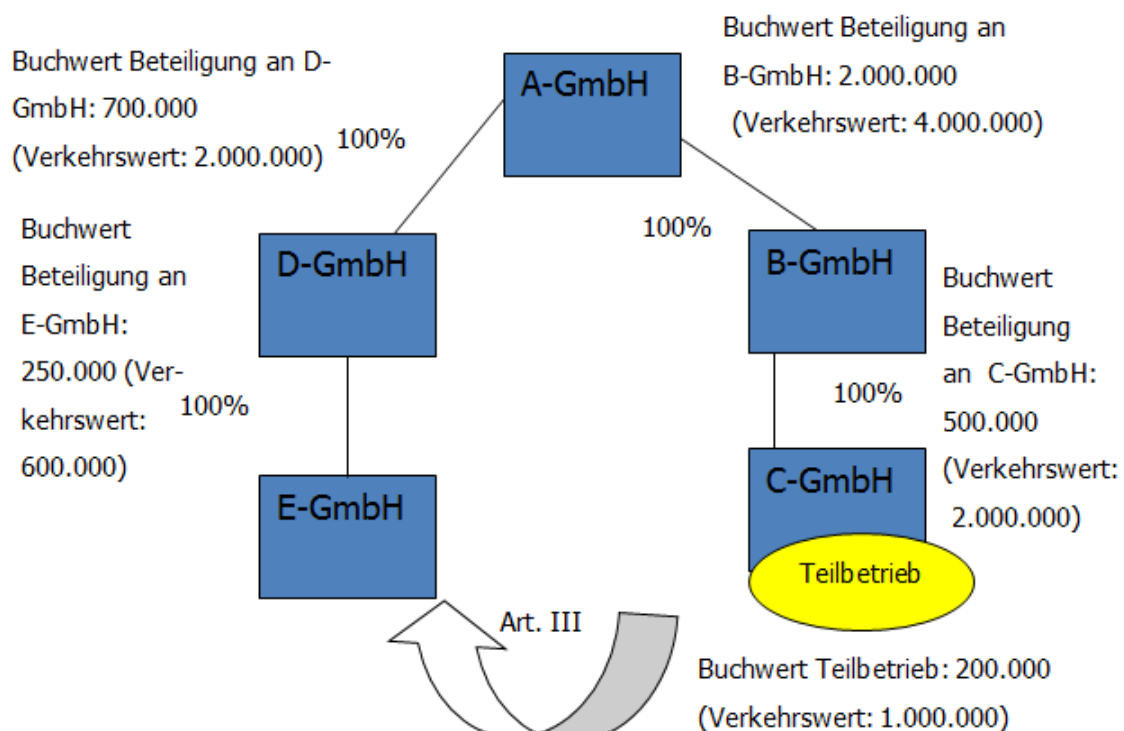 Buchwert Beteiligung an D-
GmbH: 700.000
(Verkehrswert: 2.000.000)
100%
A-GmbH
Buchwert Beteiligung an
B-GmbH: 2.000.000
(Verkehrswert: 4.000.000)
100%
Buchwert
Beteiligung an
E-GmbH:
250.000 (Ver-
kehrswert:
600.000)
D-GmbH
B-GmbH
Buchwert
Beteiligung
an C-GmbH:
500.000
(Verkehrswert:
2.000.000)
100%
100%
E-GmbH
C-GmbH
Teilbetrieb
Art. III
Buchwert Teilbetrieb: 200.000
(Verkehrswert: 1.000.000)